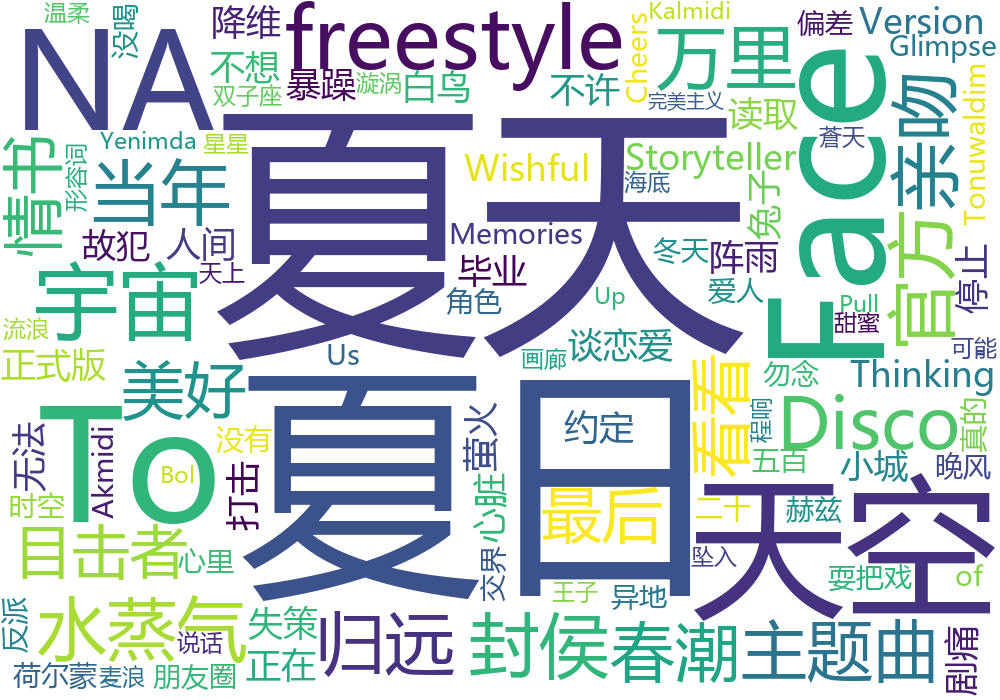 温柔
没喝
降维
freestyle
Kalmidi
偏差
Version
NA
不想
暴躁
漩涡
白鸟
Cheers
万里
Glimpse
双子座
不许
完美主义
读取
Face
亲吻
Yenimda
星星
夏天
蒼天
情书
形容词
当年
Wishful
Storyteller
海底
兔子
Tonuwaldim
故犯
人间
Memories
冬天
阵雨
官方
天上
毕业
爱人
停止
宇宙
角色
Up
Pull
甜蜜
流浪
Us
画廊
谈恋爱
可能
正式版
美好
勿念
Thinking
To
夏日
约定
看看
Disco
无法
Akmidi
没有
萤火
程响
真的
打击
Bol
五百
小城
晚风
时空
心脏
最后
二十
赫兹
天空
目击者
心里
交界
坠入
耍把戏
of
王子
异地
反派
水蒸气
说话
失策
归远
封侯
春潮
主题曲
剧痛
荷尔蒙
麦浪
朋友圈
正在